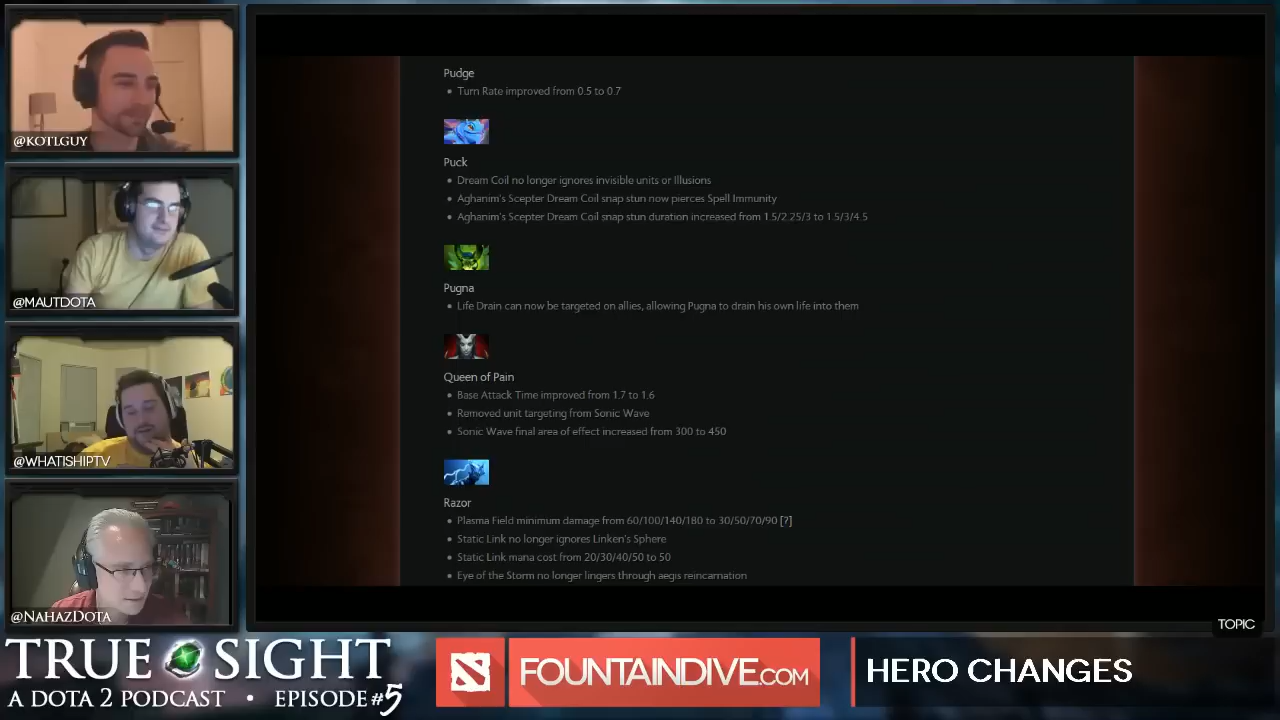 @KOTLGUY
@MAUTDOTA
@WHATISHIPTV
@NAHAZDOTA
Pudge
• Turn Rate improved from 0.5 to 0.7
Puck
• Dream Coil no longer ignores invisible units or Illusions
• Aghanim's Scepter Dream Coil snap stun now pierces Spell Immunity
• Aghanim's Scepter Dream Coil snap stun duration increased from 1.5/2.25/3 to 1.5/3/4.5
Pugna
• Life Drain can now be targeted on allies, allowing Pugna to drain his own life into them
Queen of Pain
• Base Attack Time improved from 1.7 to 1.6
• Removed unit targeting from Sonic Wave
• Sonic Wave final area of effect increased from 300 to 450
Razor
• Plasma Field minimum damage from 60/100/140/180 to 30/50/70/90 [?]
• Static Link no longer ignores Linken's Sphere
• Static Link mana cost from 20/30/40/50 to 50
• Eye of the Storm no longer lingers through aegis reincarnation
TOPIC
TRUE SIGHT
A DOTA 2 PODCAST • EPISODE #5
FOUNTAINDIVE.COM
HERO CHANGES